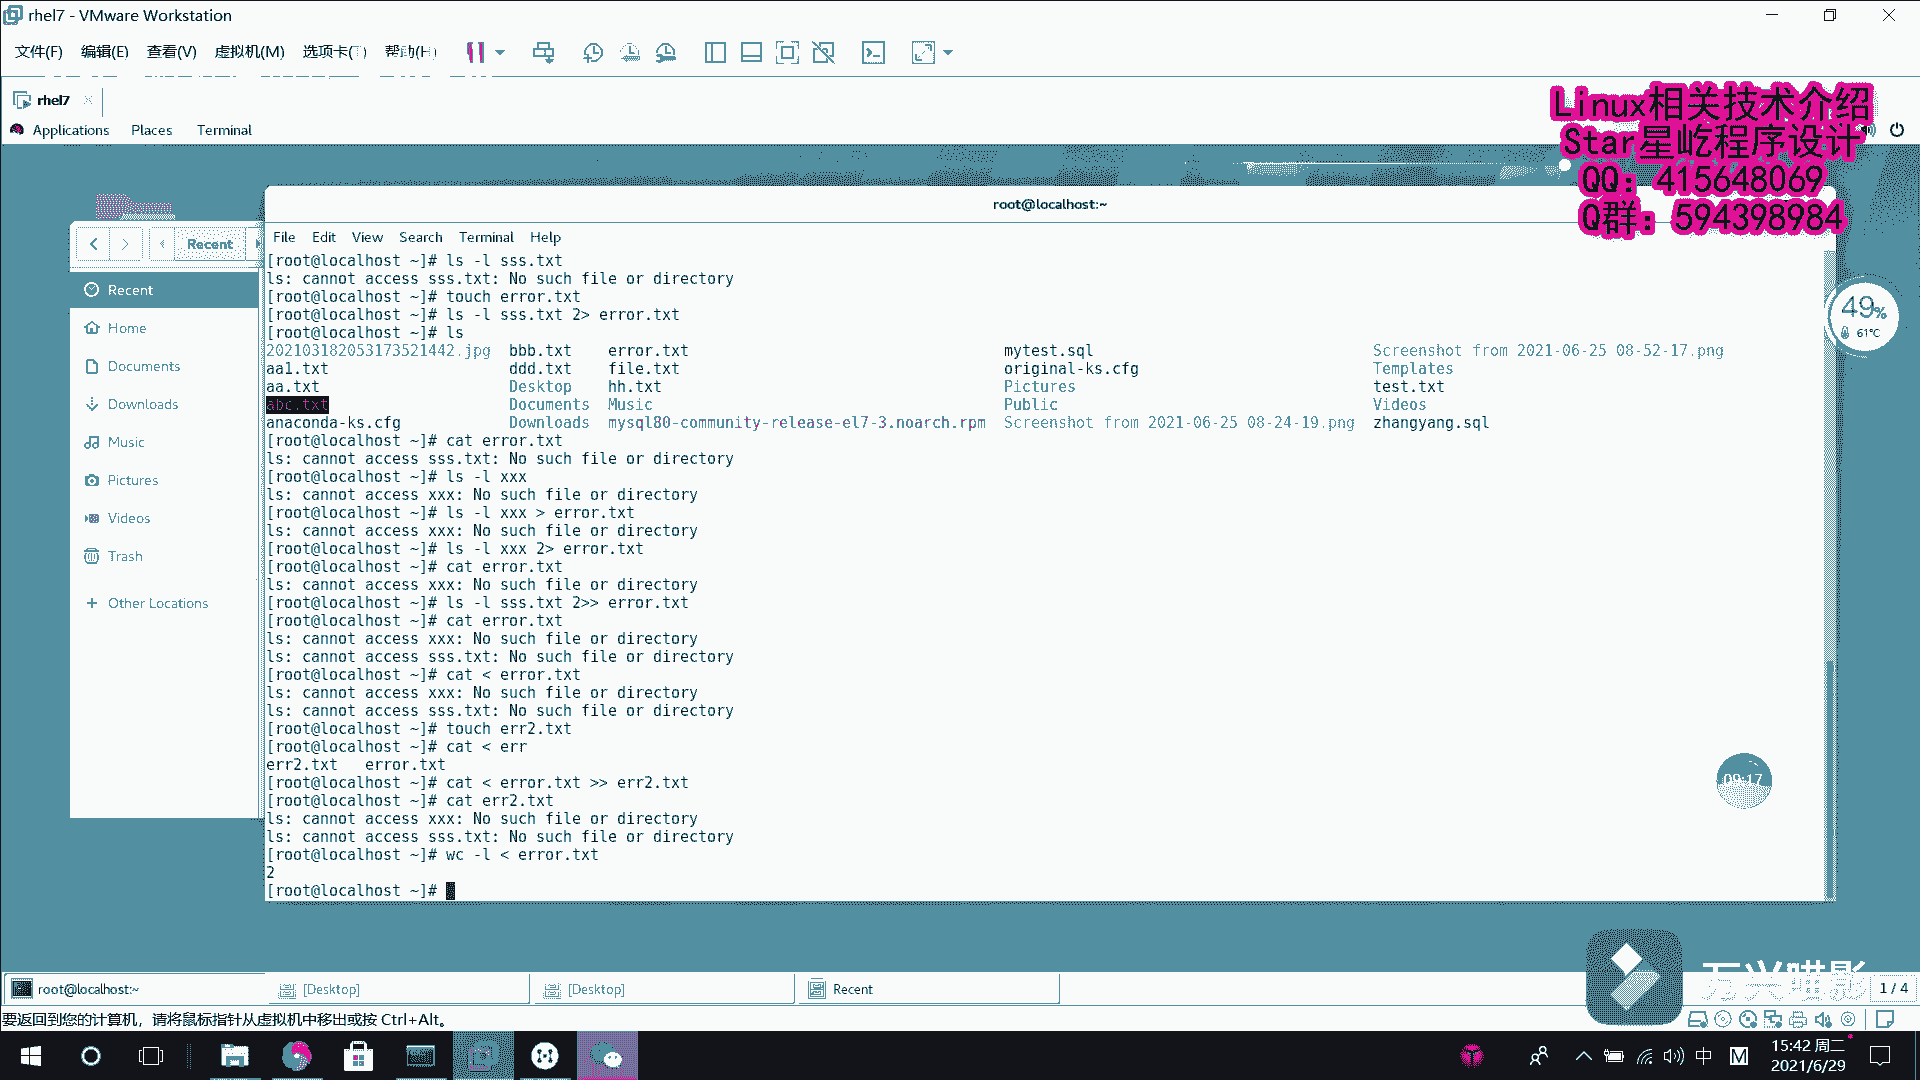 rhel7 - VMware Workstation
文件(F) 编辑(E) 查看(V) 虚拟机(M) 选项卡(T) 帮助(H)
rhel7
Applications Places Terminal
Linux相关技术介绍
Star星屹程序设计
QQ：415648069
Q群：594398984
root@localhost:~
File Edit View Search Terminal Help
Recent
Recent
Home
Documents
Downloads
Music
Pictures
Videos
Trash
+ Other Locations
[root@localhost ~]# ls -l sss.txt
ls: cannot access sss.txt: No such file or directory
[root@localhost ~]# touch error.txt
[root@localhost ~]# ls -l sss.txt 2> error.txt
[root@localhost ~]# ls
202103182053173521442.jpg bbb.txt error.txt mytest.sql Screenshot from 2021-06-25 08-52-17.png
aa1.txt ddd.txt file.txt original-ks.cfg Templates
aa.txt Desktop hh.txt Pictures test.txt
abc.txt Documents Music Public Videos
anaconda-ks.cfg Downloads mysql80-community-release-el7-3.noarch.rpm Screenshot from 2021-06-25 08-24-19.png zhangyang.sql
[root@localhost ~]# cat error.txt
ls: cannot access sss.txt: No such file or directory
[root@localhost ~]# ls -l xxx
ls: cannot access xxx: No such file or directory
[root@localhost ~]# ls -l xxx > error.txt
ls: cannot access xxx: No such file or directory
[root@localhost ~]# ls -l xxx 2> error.txt
[root@localhost ~]# cat error.txt
ls: cannot access xxx: No such file or directory
[root@localhost ~]# ls -l sss.txt 2>> error.txt
[root@localhost ~]# cat error.txt
ls: cannot access xxx: No such file or directory
ls: cannot access sss.txt: No such file or directory
[root@localhost ~]# cat < error.txt
ls: cannot access xxx: No such file or directory
ls: cannot access sss.txt: No such file or directory
[root@localhost ~]# touch err2.txt
[root@localhost ~]# cat < err
err2.txt error.txt
[root@localhost ~]# cat < error.txt >> err2.txt
[root@localhost ~]# cat err2.txt
ls: cannot access xxx: No such file or directory
ls: cannot access sss.txt: No such file or directory
[root@localhost ~]# wc -l < error.txt
2
[root@localhost ~]#
49%
61°C
09:17
万兴喵影
root@localhost:~ [Desktop] [Desktop] Recent 1 / 4
要返回到您的计算机，请将鼠标指针从虚拟机中移出或按 Ctrl+Alt。
中 M 15:42 周二
2021/6/29